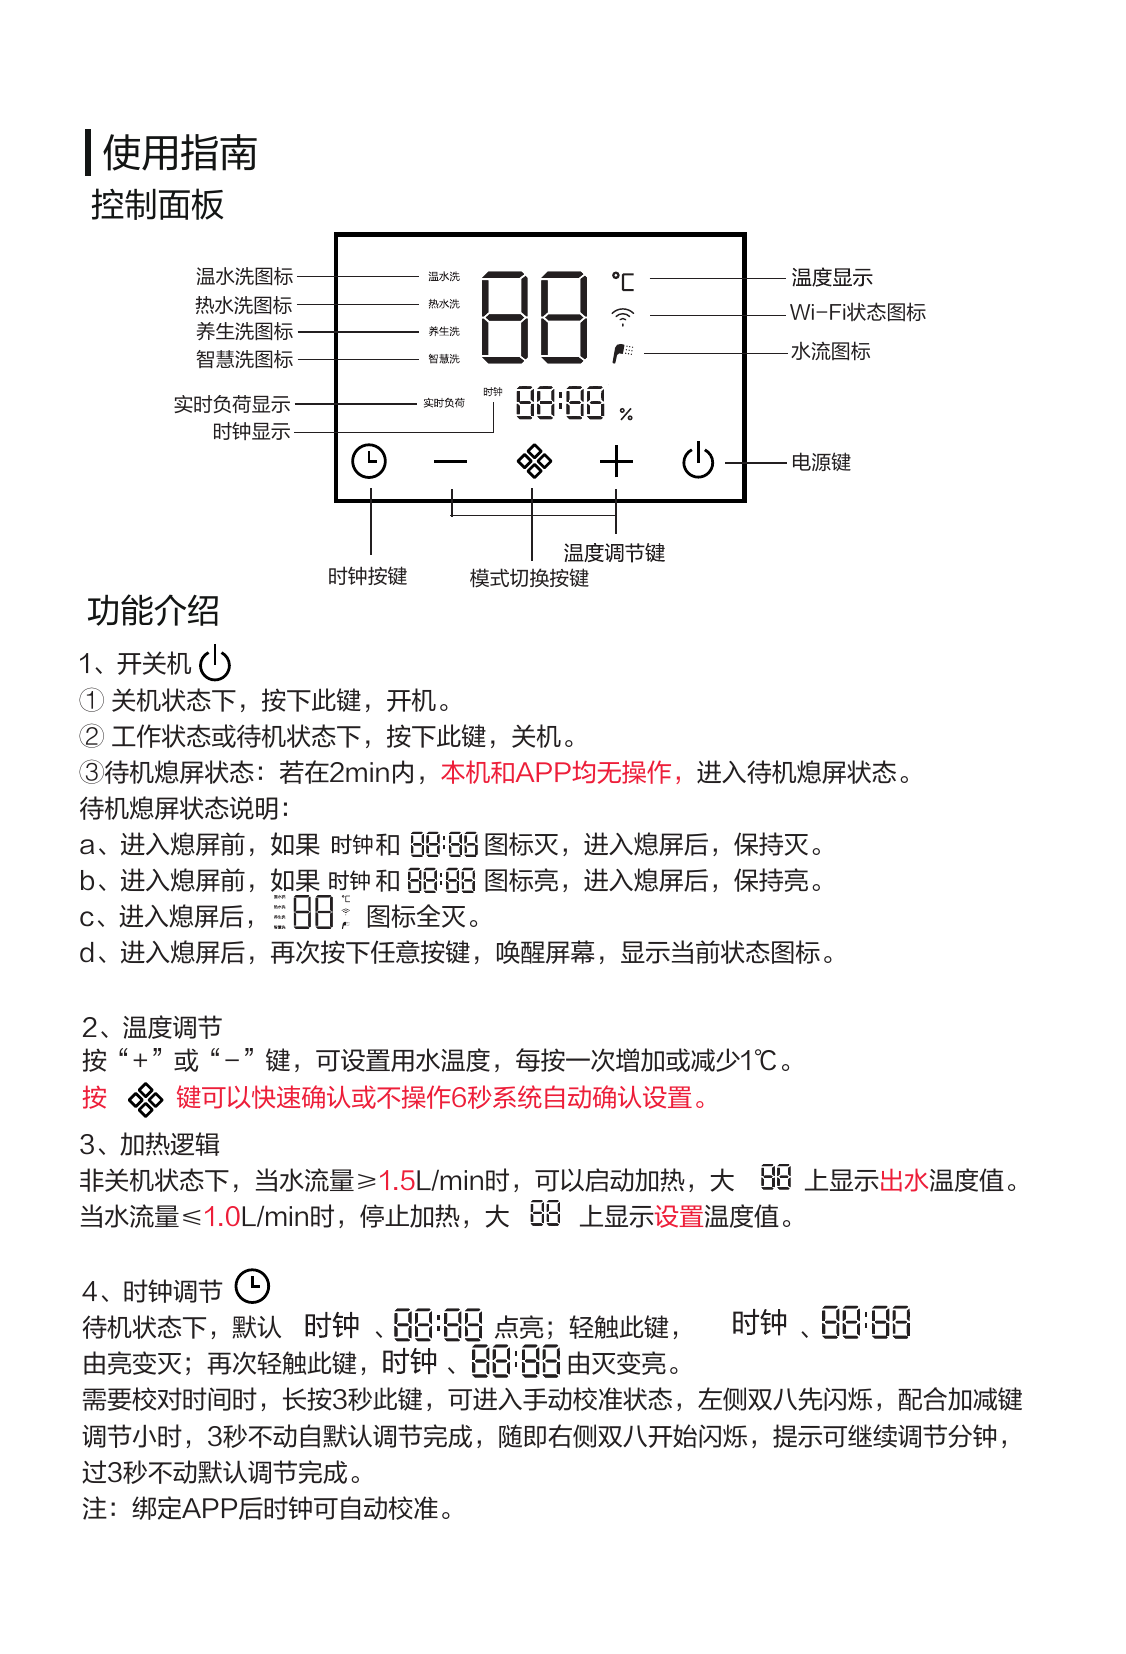 使用指南
控制面板
温水洗图标 温水洗 88 ℃ 温度显示
热水洗图标 热水洗 Wi-Fi状态图标
养生洗图标 养生洗
智慧洗图标 智慧洗 水流图标
实时负荷显示 实时负荷 时钟 88:88 %
时钟显示
电源键
温度调节键
时钟按键 模式切换按键
功能介绍
1、开关机
① 关机状态下，按下此键，开机。
② 工作状态或待机状态下，按下此键，关机。
③待机熄屏状态：若在2min内，本机和APP均无操作，进入待机熄屏状态。
待机熄屏状态说明：
a、进入熄屏前，如果 时钟和 88:88 图标灭，进入熄屏后，保持灭。
b、进入熄屏前，如果 时钟 和 88:88 图标亮，进入熄屏后，保持亮。
c、进入熄屏后， 温水洗 热水洗 养生洗 智慧洗 88 ℃ 图标全灭。
d、进入熄屏后，再次按下任意按键，唤醒屏幕，显示当前状态图标。
2、温度调节
按“+”或“-”键，可设置用水温度，每按一次增加或减少1℃。
按 键可以快速确认或不操作6秒系统自动确认设置。
3、加热逻辑
非关机状态下，当水流量≥1.5L/min时，可以启动加热，大 88 上显示出水温度值。
当水流量≤1.0L/min时，停止加热，大 88 上显示设置温度值。
4、时钟调节
待机状态下，默认 时钟 、88:88 点亮；轻触此键， 时钟 、88:88
由亮变灭；再次轻触此键，时钟 、88:88 由灭变亮。
需要校对时间时，长按3秒此键，可进入手动校准状态，左侧双八先闪烁，配合加减键
调节小时，3秒不动自默认调节完成，随即右侧双八开始闪烁，提示可继续调节分钟，
过3秒不动默认调节完成。
注：绑定APP后时钟可自动校准。